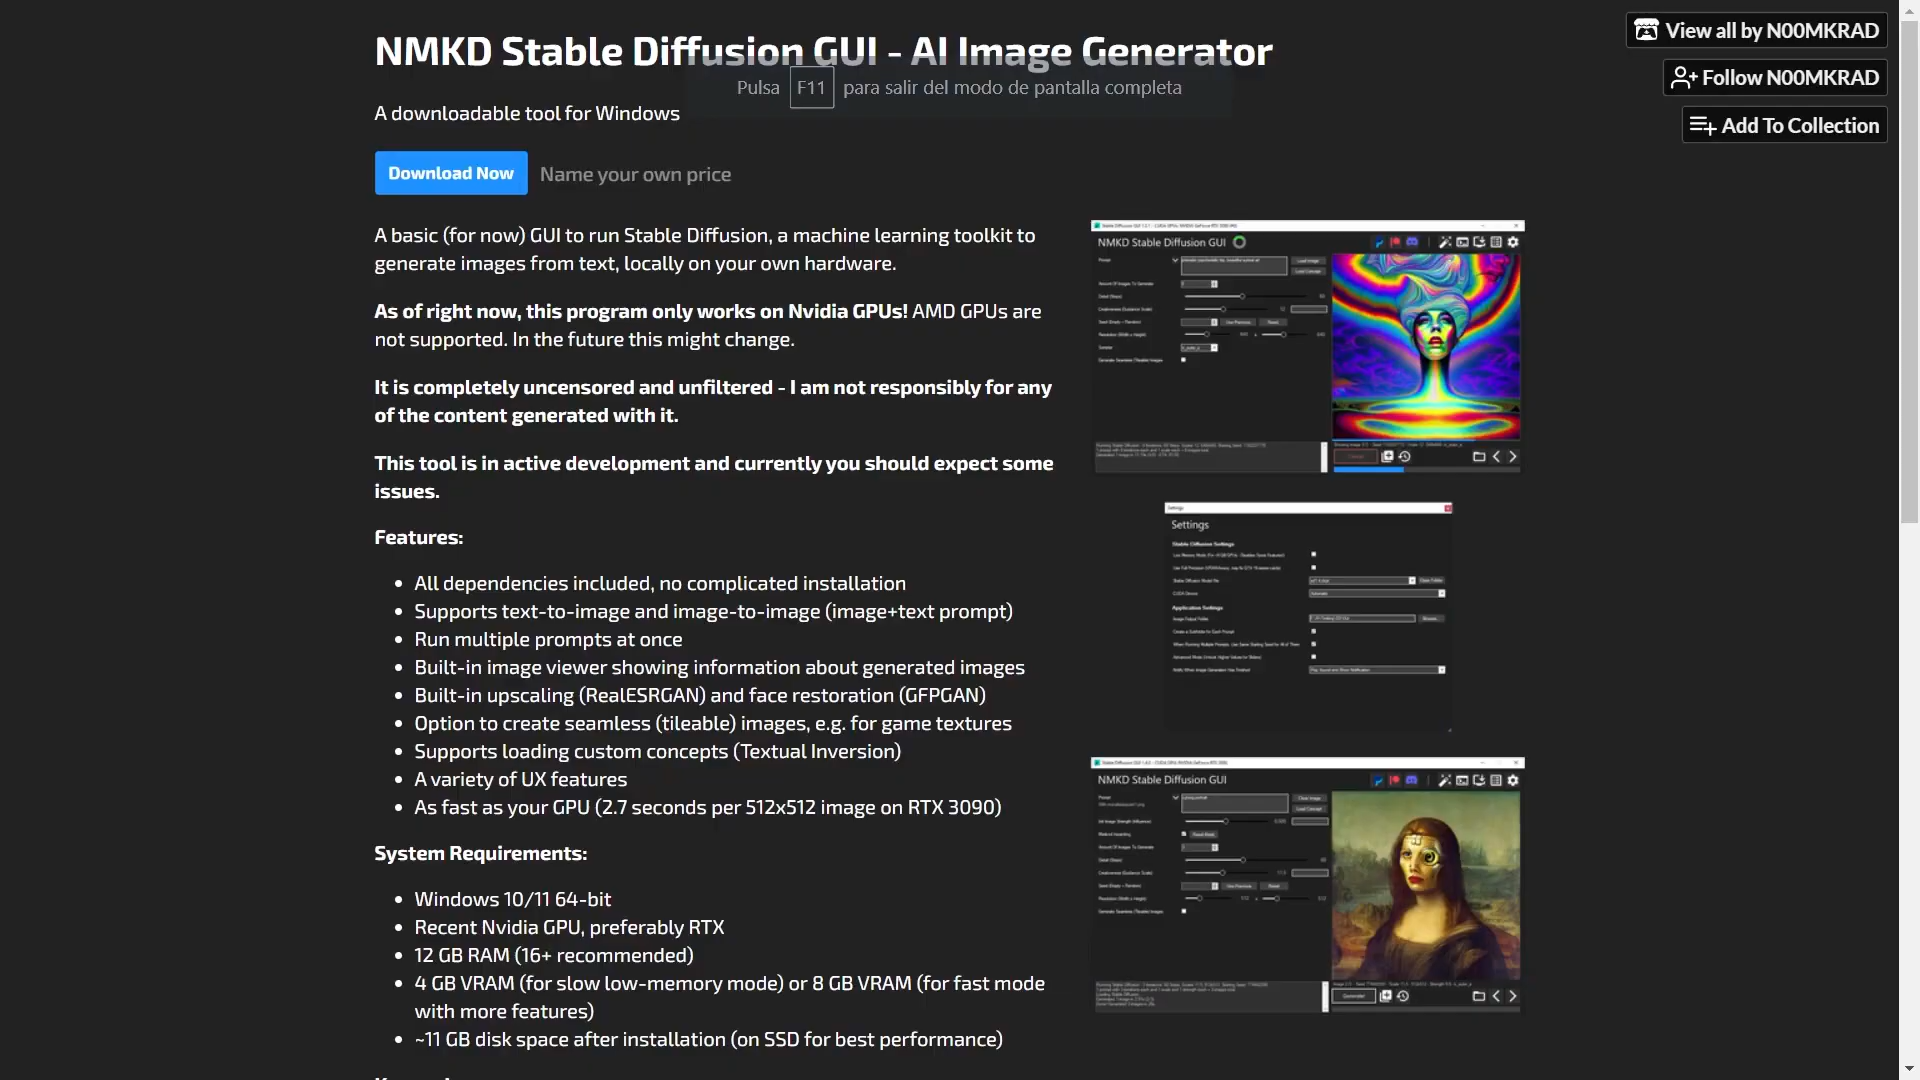 NMKD Stable Diffusion GUI - AI Image Generator
Pulsa F11 para salir del modo de pantalla completa
A downloadable tool for Windows
View all by N00MKRAD
Follow N00MKRAD
Add To Collection
Download Now Name your own price
A basic (for now) GUI to run Stable Diffusion, a machine learning toolkit to
generate images from text, locally on your own hardware.
As of right now, this program only works on Nvidia GPUs! AMD GPUs are
not supported. In the future this might change.
It is completely uncensored and unfiltered - I am not responsibly for any
of the content generated with it.
This tool is in active development and currently you should expect some
issues.
Features:
All dependencies included, no complicated installation
Supports text-to-image and image-to-image (image+text prompt)
Run multiple prompts at once
Built-in image viewer showing information about generated images
Built-in upscaling (RealESRGAN) and face restoration (GFPGAN)
Option to create seamless (tileable) images, e.g. for game textures
Supports loading custom concepts (Textual Inversion)
A variety of UX features
As fast as your GPU (2.7 seconds per 512x512 image on RTX 3090)
System Requirements:
Windows 10/11 64-bit
Recent Nvidia GPU, preferably RTX
12 GB RAM (16+ recommended)
4 GB VRAM (for slow low-memory mode) or 8 GB VRAM (for fast mode
with more features)
~11 GB disk space after installation (on SSD for best performance)
NMKD Stable Diffusion GUI
Settings
Stable Diffusion Settings
Application Settings
NMKD Stable Diffusion GUI